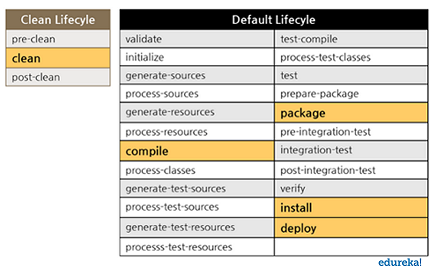 Clean Lifecyle
pre-clean
clean
post-clean
Default Lifecyle
validate
test-compile
initialize
process-test-classes
generate-sources
test
process-sources
prepare-package
generate-resources
package
process-resources
pre-integration-test
compile
integration-test
process-classes
post-integration-test
generate-test-sources
verify
process-test-sources
install
generate-test-resources
deploy
processs-test-resources
edureka!